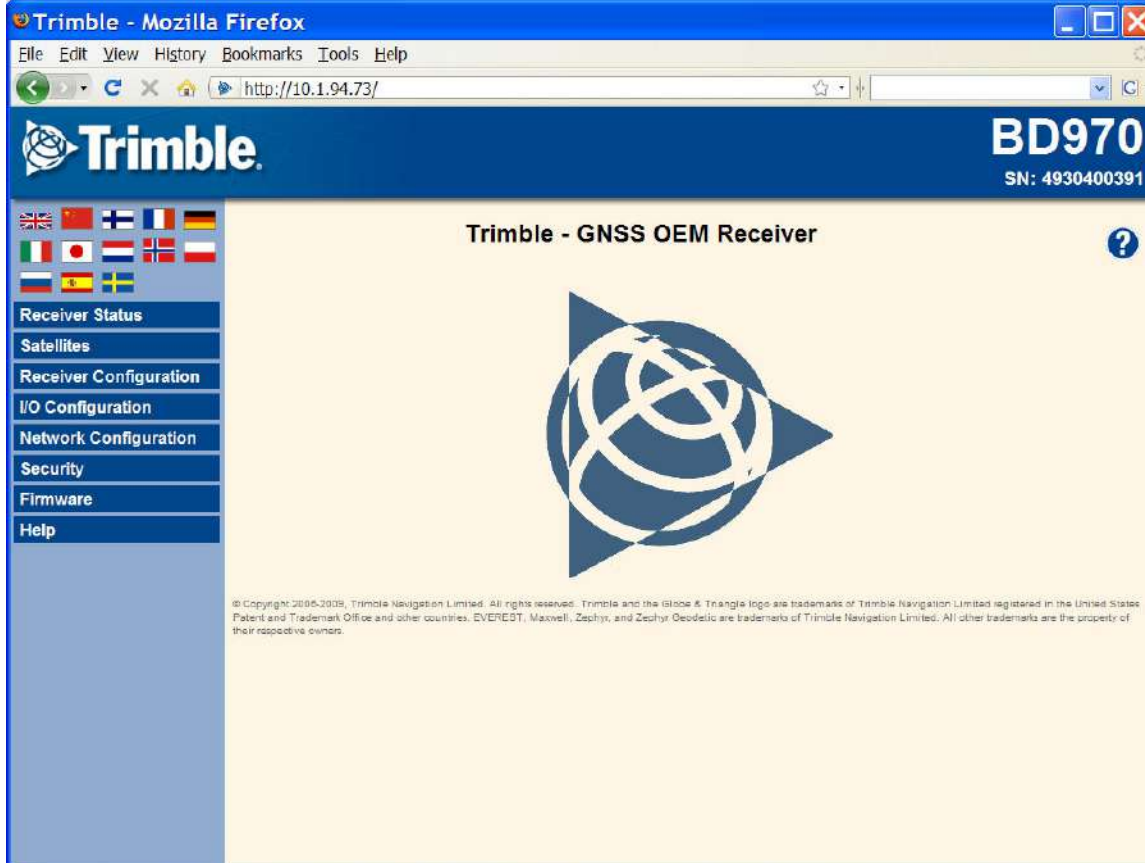 Trimble - Mozilla Firefox
File Edit View History Bookmarks Tools Help
http://10.1.94.73/
Trimble.
BD970
SN: 4930400391
Trimble - GNSS OEM Receiver
?
Receiver Status
Satellites
Receiver Configuration
I/O Configuration
Network Configuration
Security
Firmware
Help
© Copyright 2006-2009, Trimble Navigation Limited. All rights reserved. Trimble and the Globe & Triangle logo are trademarks of Trimble Navigation Limited registered in the United States
Patent and Trademark Office and other countries. EVEREST, Maxwell, Zephyr, and Zephyr Geodetic are trademarks of Trimble Navigation Limited. All other trademarks are the property of
their respective owners.